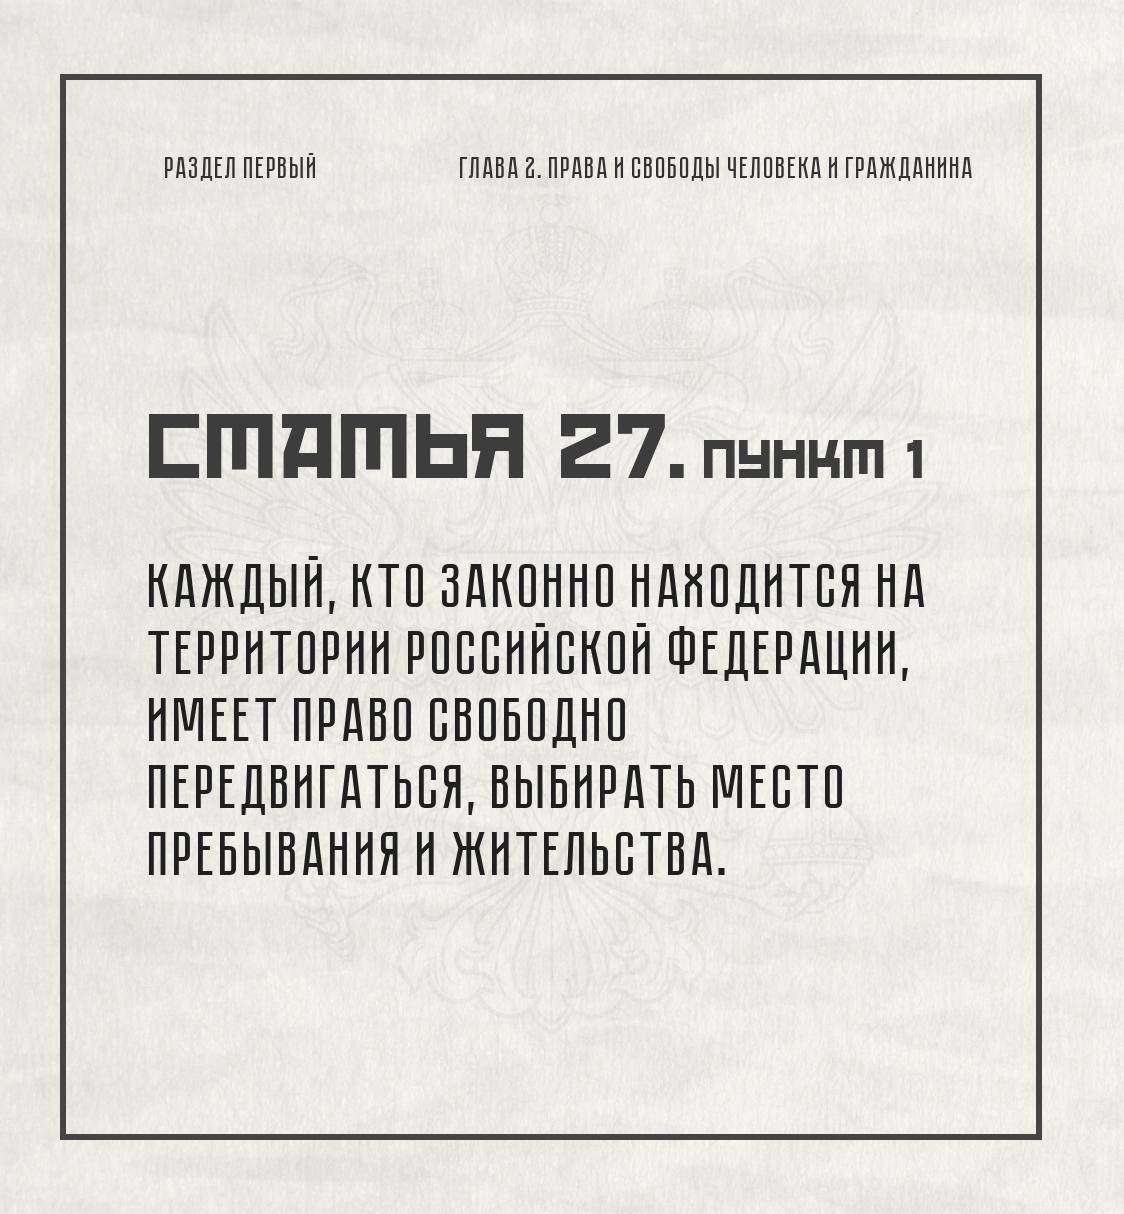 РАЗДЕЛ ПЕРВЫЙ ГЛАВА 2. ПРАВА И СВОБОДЫ ЧЕЛОВЕКА И ГРАЖДАНИНА
СТАТЬЯ 27. ПУНКТ 1
КАЖДЫЙ, КТО ЗАКОННО НАХОДИТСЯ НА
ТЕРРИТОРИИ РОССИЙСКОЙ ФЕДЕРАЦИИ,
ИМЕЕТ ПРАВО СВОБОДНО
ПЕРЕДВИГАТЬСЯ, ВЫБИРАТЬ МЕСТО
ПРЕБЫВАНИЯ И ЖИТЕЛЬСТВА.